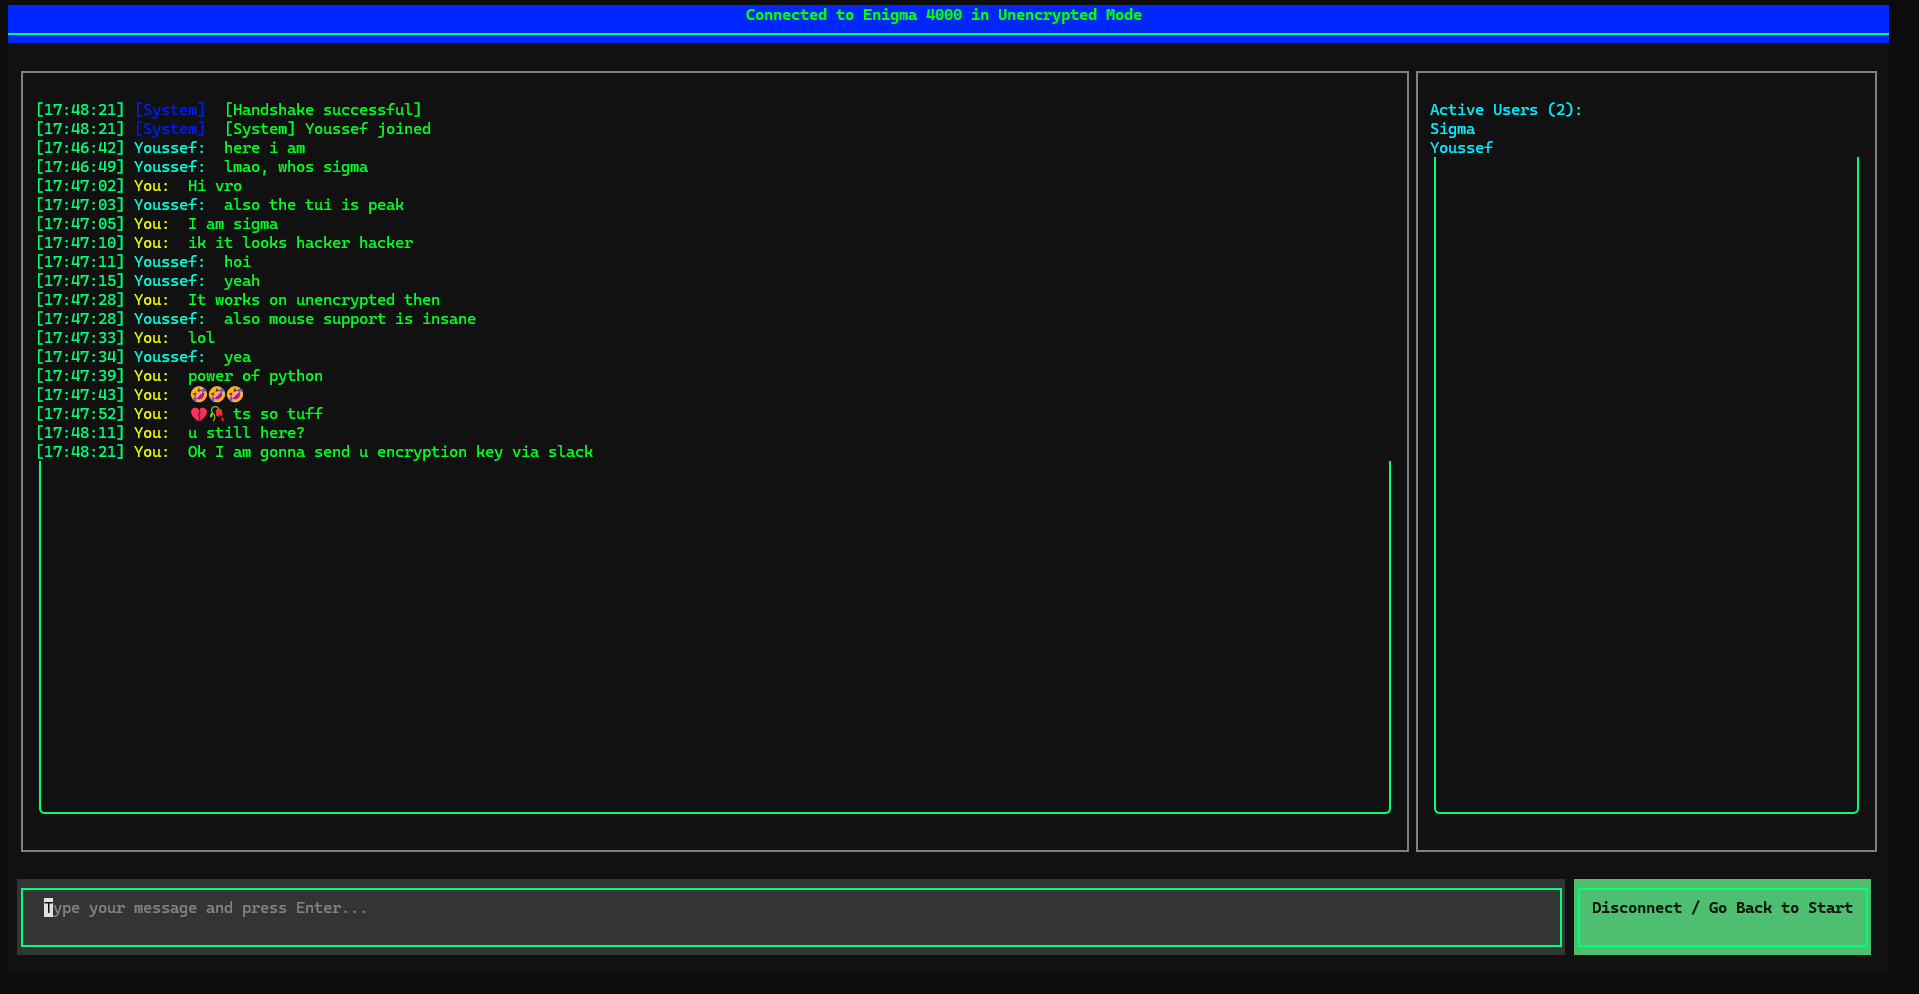 Connected to Enigma 4000 in Unencrypted Mode
[17:48:21] [System]  [Handshake successful]
[17:48:21] [System]  [System] Youssef joined
[17:46:42] Youssef:  here i am
[17:46:49] Youssef:  lmao, whos sigma
[17:47:02] You:  Hi vro
[17:47:03] Youssef:  also the tui is peak
[17:47:05] You:  I am sigma
[17:47:10] You:  ik it looks hacker hacker
[17:47:11] Youssef:  hoi
[17:47:15] Youssef:  yeah
[17:47:28] You:  It works on unencrypted then
[17:47:28] Youssef:  also mouse support is insane
[17:47:33] You:  lol
[17:47:34] Youssef:  yea
[17:47:39] You:  power of python
[17:47:43] You:  🤣🤣🤣
[17:47:52] You:  💔🥀 ts so tuff
[17:48:11] You:  u still here?
[17:48:21] You:  Ok I am gonna send u encryption key via slack
Active Users (2):
Sigma
Youssef
Type your message and press Enter...
Disconnect / Go Back to Start